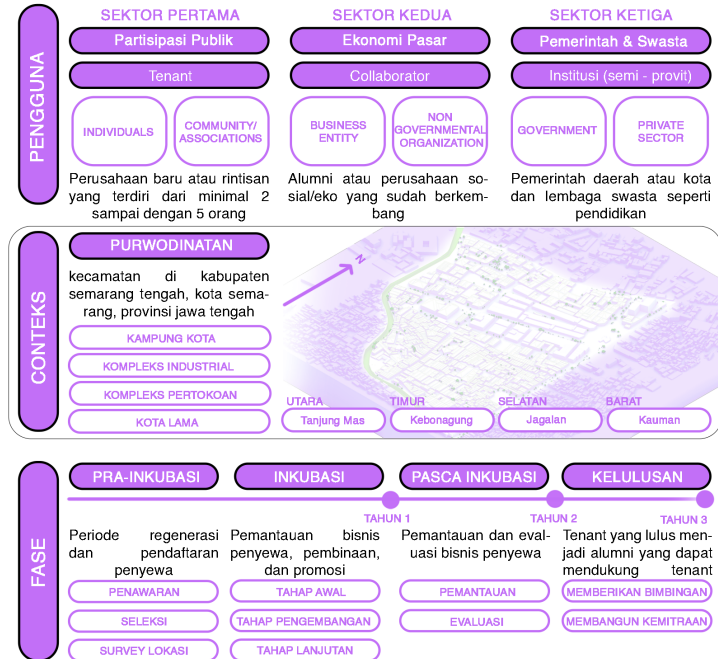 PENGGUNA
SEKTOR PERTAMA
Partisipasi Publik
Tenant
INDIVIDUALS
COMMUNITY/
ASSOCIATIONS
Perusahaan baru atau rintisan
yang terdiri dari minimal 2
sampai dengan 5 orang
SEKTOR KEDUA
Ekonomi Pasar
Collaborator
BUSINESS
ENTITY
NON
GOVERNMENTAL
ORGANIZATION
Alumni atau perusahaan so-
sial/eko yang sudah berkem-
bang
SEKTOR KETIGA
Pemerintah & Swasta
Institusi (semi - provit)
GOVERNMENT
PRIVATE
SECTOR
Pemerintah daerah atau kota
dan lembaga swasta seperti
pendidikan
CONTEKS
PURWODINATAN
kecamatan di kabupaten
semarang tengah, kota sema-
rang, provinsi jawa tengah
KAMPUNG KOTA
KOMPLEKS INDUSTRIAL
KOMPLEKS PERTOKOAN
KOTA LAMA
N
UTARA
Tanjung Mas
TIMUR
Kebonagung
SELATAN
Jagalan
BARAT
Kauman
FASE
PRA-INKUBASI
Periode regenerasi
dan pendaftaran
penyewa
PENAWARAN
SELEKSI
SURVEY LOKASI
INKUBASI
TAHUN 1
Pemantauan bisnis
penyewa, pembinaan,
dan promosi
TAHAP AWAL
TAHAP PENGEMBANGAN
TAHAP LANJUTAN
PASCA INKUBASI
TAHUN 2
Pemantauan dan eval-
uasi bisnis penyewa
PEMANTAUAN
EVALUASI
KELULUSAN
TAHUN 3
Tenant yang lulus men-
jadi alumni yang dapat
mendukung tenant
MEMBERIKAN BIMBINGAN
MEMBANGUN KEMITRAAN